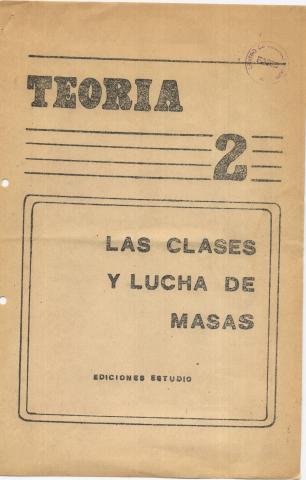 TEORIA
2
LAS CLASES
Y LUCHA DE
MASAS
EDICIONES ESTUDIO